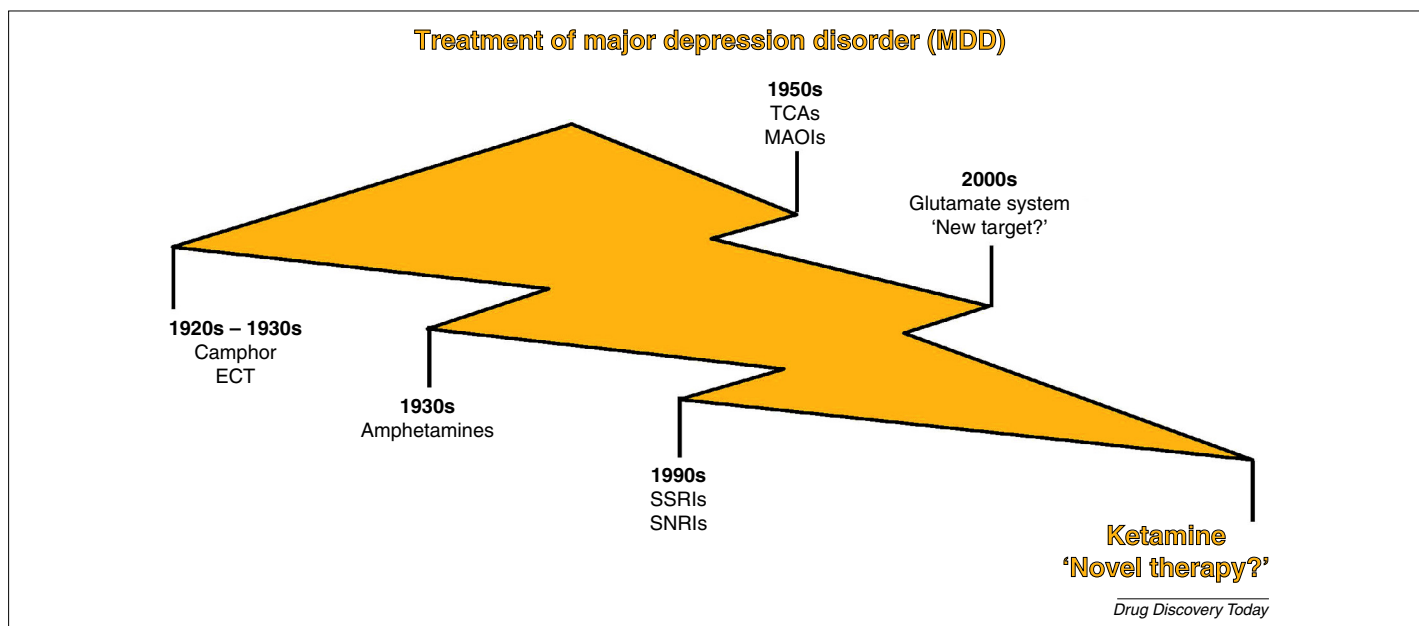 Treatment of major depression disorder (MDD)
1950s
TCAs
MAOIs
2000s
Glutamate system
‘New target?’
1920s – 1930s
Camphor
ECT
1930s
Amphetamines
1990s
SSRIs
SNRIs
Ketamine
‘Novel therapy?’
Drug Discovery Today